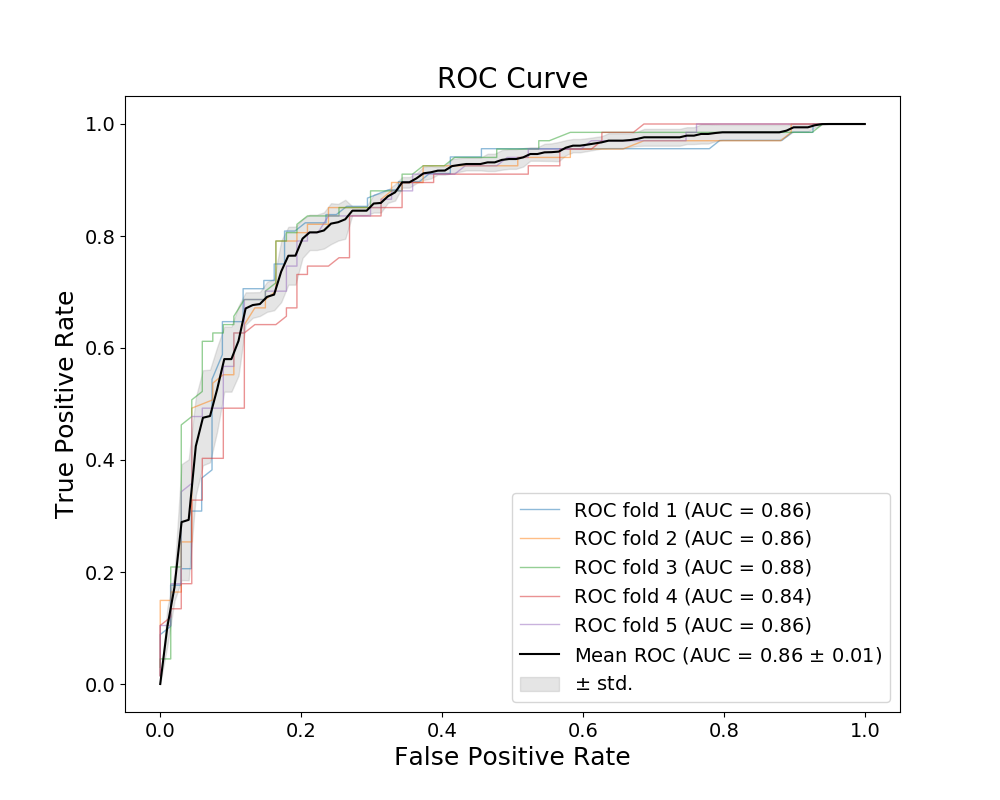 ROC Curve
1.0
0.8
0.6
0.4
0.2
0.0
True Positive Rate
ROC fold 1 (AUC = 0.86)
ROC fold 2 (AUC = 0.86)
ROC fold 3 (AUC = 0.88)
ROC fold 4 (AUC = 0.84)
ROC fold 5 (AUC = 0.86)
Mean ROC (AUC = 0.86 ± 0.01)
± std.
0.0 0.2 0.4 0.6 0.8 1.0
False Positive Rate